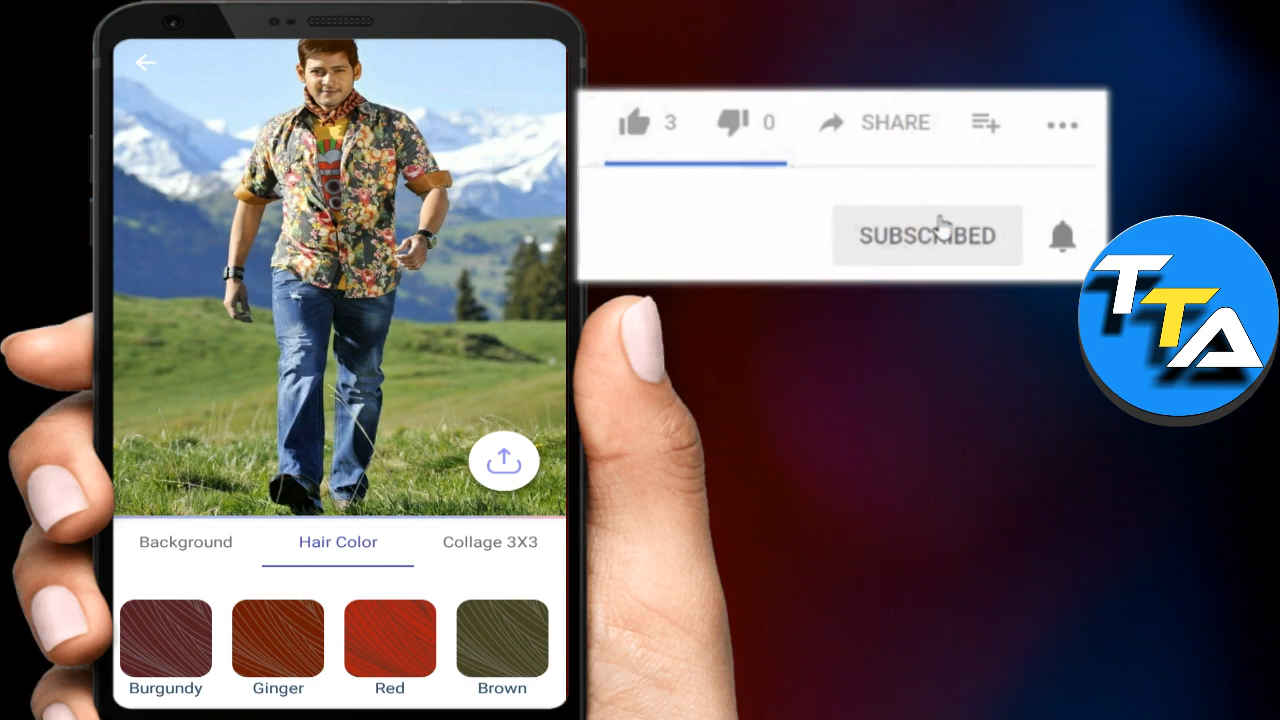 3 0 SHARE
SUBSCRIBED
TTA
Background Hair Color Collage 3X3
Burgundy Ginger Red Brown